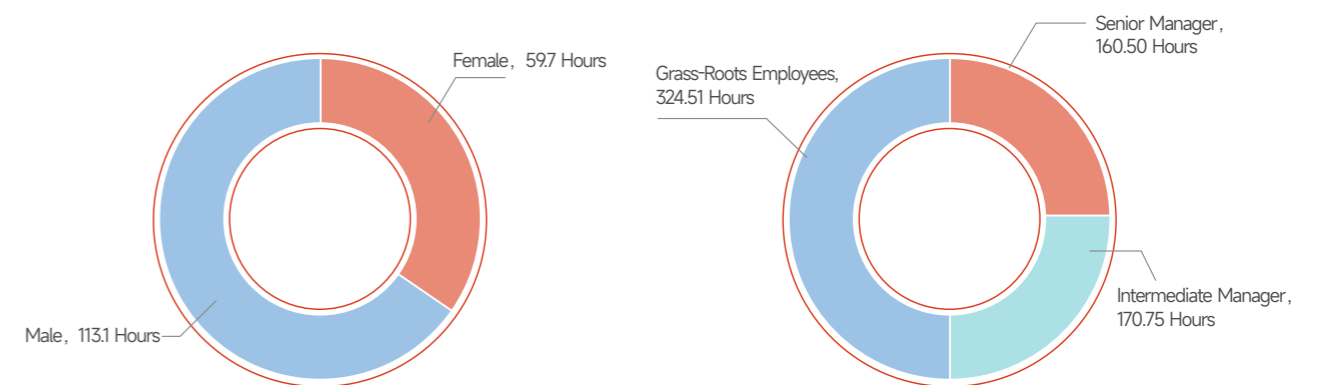 Female, 59.7 Hours
Male, 113.1 Hours
Senior Manager,
160.50 Hours
Grass-Roots Employees,
324.51 Hours
Intermediate Manager,
170.75 Hours